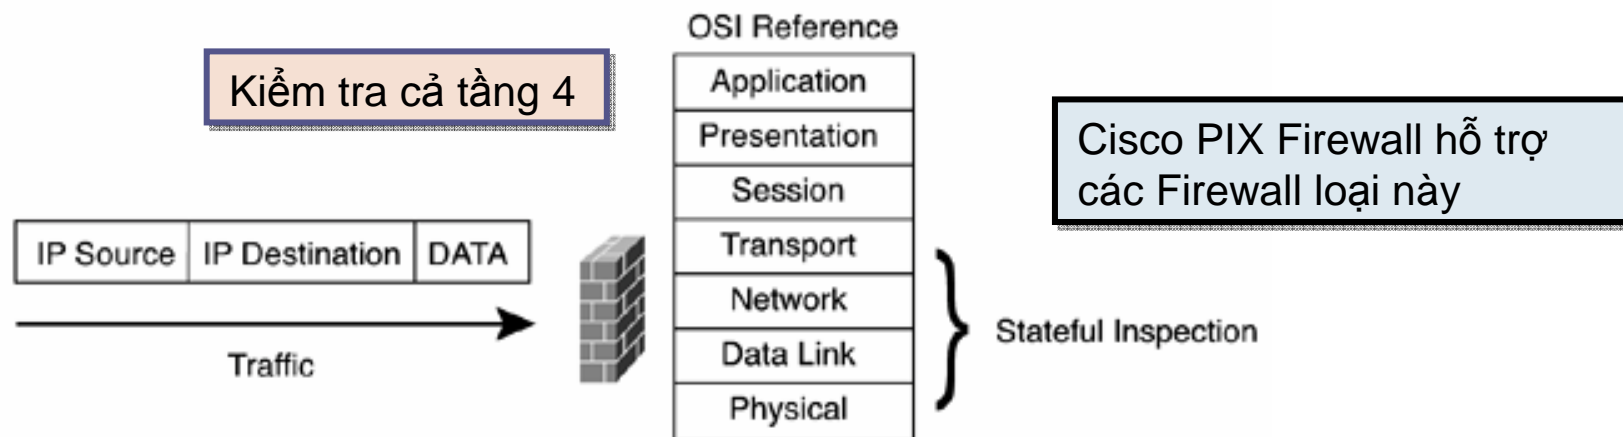 OSI Reference
Kiểm tra cả tầng 4
Application
Presentation
Session
Transport
Network
Data Link
Physical
Cisco PIX Firewall hỗ trợ
các Firewall loại này
IP Source
IP Destination
DATA
Traffic
Stateful Inspection